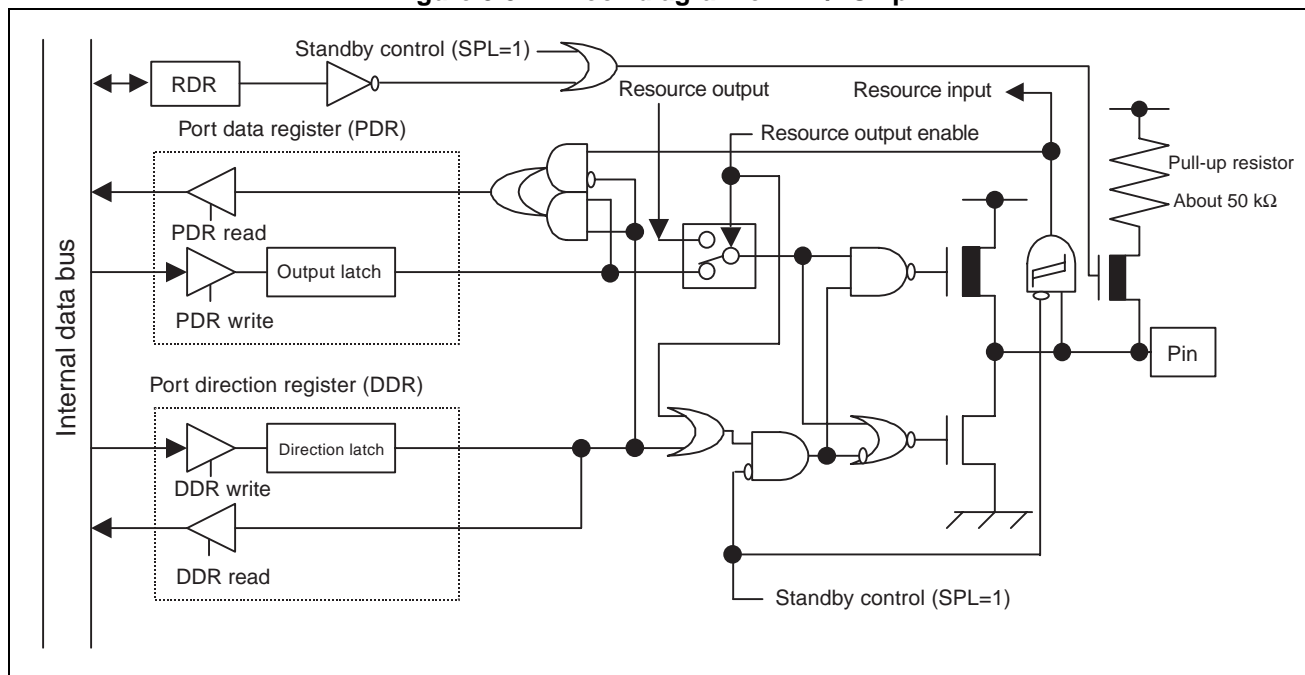 Standby control (SPL=1)
RDR
Resource output
Resource input
Port data register (PDR)
Resource output enable
Pull-up resistor
About 50 kΩ
PDR read
Output latch
PDR write
Internal data bus
Pin
Port direction register (DDR)
Direction latch
DDR write
DDR read
Standby control (SPL=1)